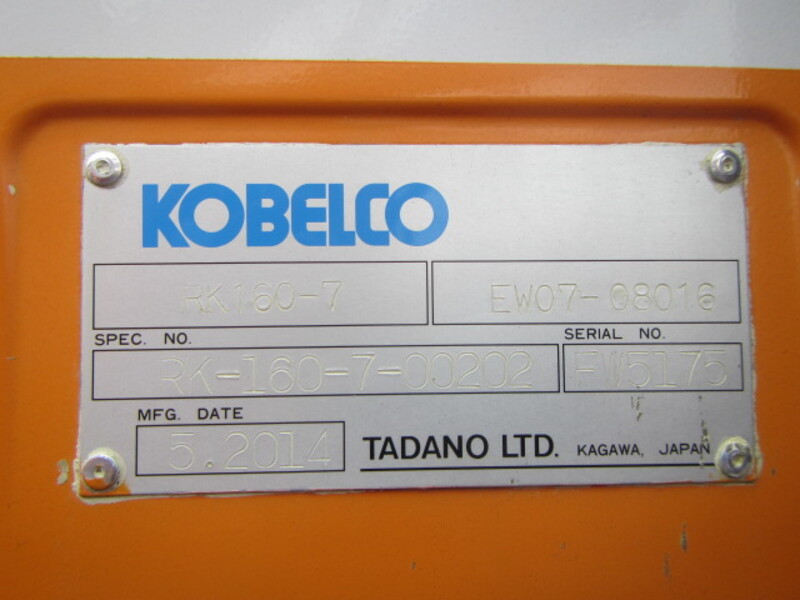 KOBELCO
RK160-7 EW07-08016
SPEC. NO. SERIAL NO.
RK-160-7-00202 FW5175
MFG. DATE
5.2014 TADANO LTD. KAGAWA, JAPAN